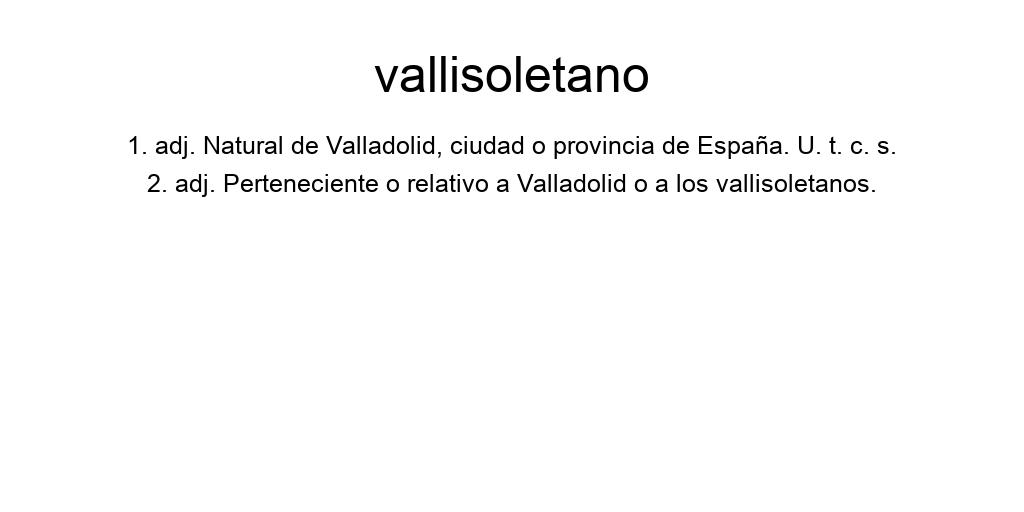 vallisoletano
1. adj. Natural de Valladolid, ciudad o provincia de España. U. t. c. s.
2. adj. Perteneciente o relativo a Valladolid o a los vallisoletanos.